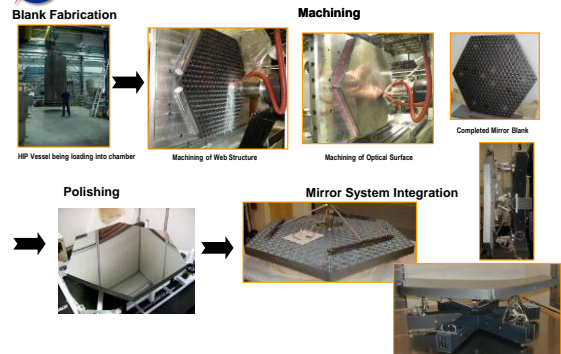 Blank Fabrication
Machining
HIP Vessel being loading into chamber
Machining of Web Structure
Machining of Optical Surface
Completed Mirror Blank
Polishing
Mirror System Integration